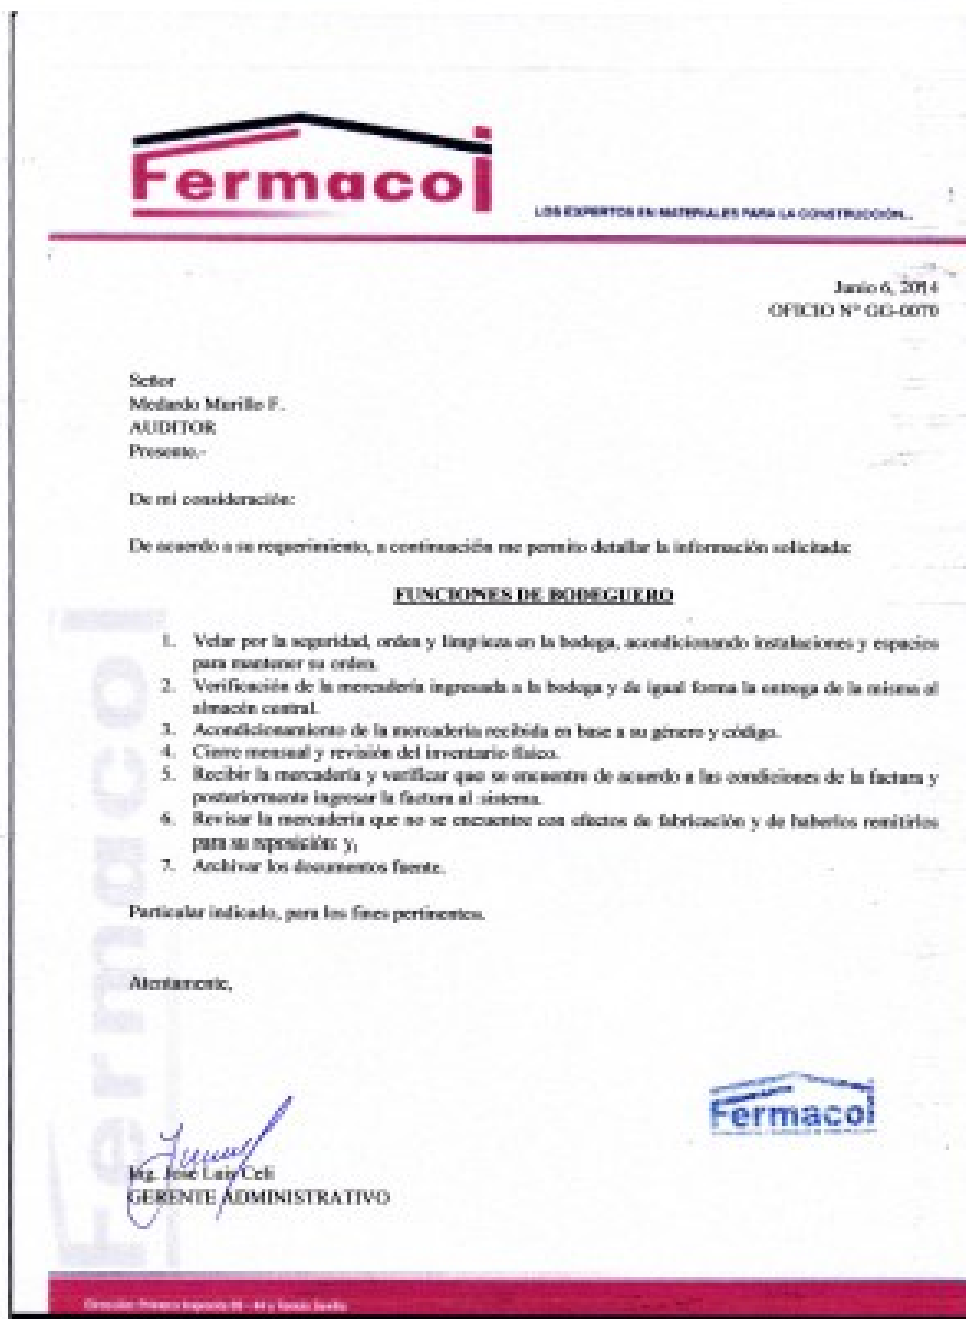 Fermacol
LOS EXPERTOS EN MATERIALES PARA LA CONSTRUCCIÓN...
Junio 6, 2014
OFICIO Nº GG-0070
Señor
Medardo Murillo F.
AUDITOR
Presente.-
De mi consideración:
De acuerdo a su requerimiento, a continuación me permito detallar la información solicitada:
FUNCIONES DE BODEGUERO
1. Velar por la seguridad, orden y limpieza en la bodega, acondicionando instalaciones y espacios
para mantener su orden.
2. Verificación de la mercadería ingresada a la bodega y de igual forma la entrega de la misma al
almacén central.
3. Acondicionamiento de la mercadería recibida en base a su género y código.
4. Cierre mensual y revisión del inventario físico.
5. Recibir la mercadería y verificar que se encuentre de acuerdo a las condiciones de la factura y
posteriormente ingresar la factura al sistema.
6. Revisar la mercadería que no se encuentre con efectos de fabricación y de haberlos remitirlos
para su reposición; y,
7. Archivar los documentos fuente.
Particular indicado, para los fines pertinentes.
Atentamente,
Fermacol
Ing. José Luis Celi
GERENTE ADMINISTRATIVO
Fermacol
Dirección: